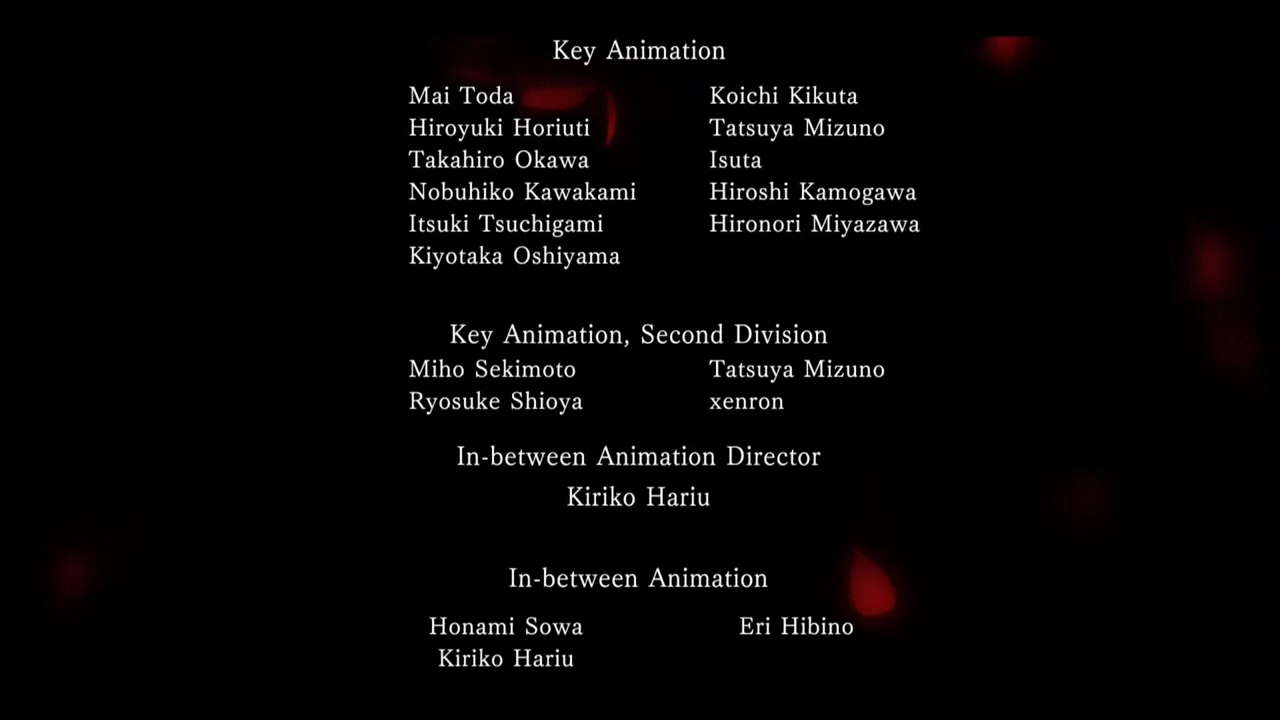 Key Animation
Mai Toda Koichi Kikuta
Hiroyuki Horiuti Tatsuya Mizuno
Takahiro Okawa Isuta
Nobuhiko Kawakami Hiroshi Kamogawa
Itsuki Tsuchigami Hironori Miyazawa
Kiyotaka Oshiyama
Key Animation, Second Division
Miho Sekimoto Tatsuya Mizuno
Ryosuke Shioya xenron
In-between Animation Director
Kiriko Hariu
In-between Animation
Honami Sowa Eri Hibino
Kiriko Hariu